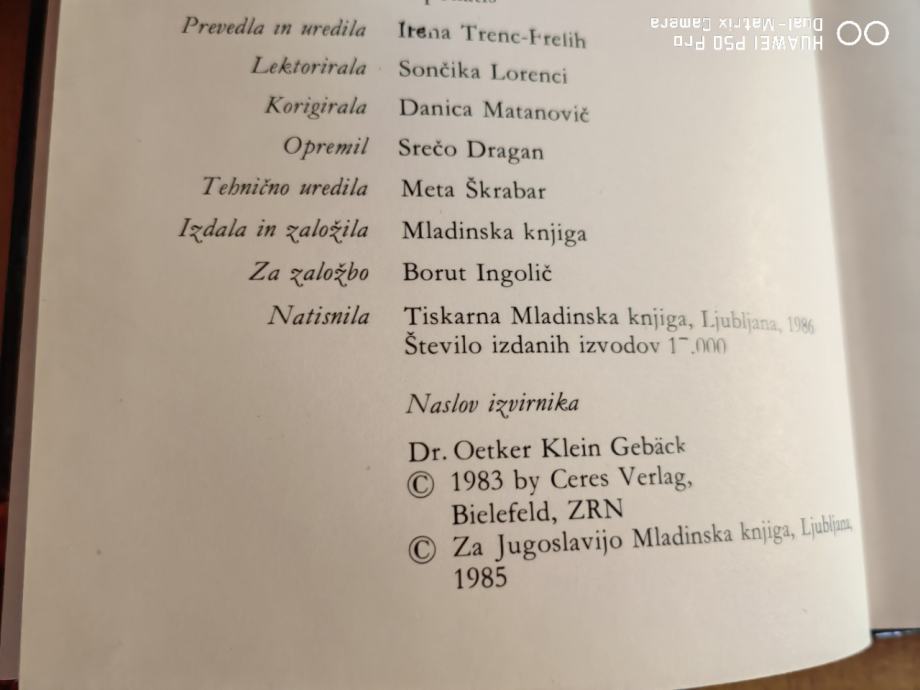 Prevedla in uredila Irena Trenc-Frelih
Lektorirala Sončika Lorenci
Korigirala Danica Matanovič
Opremil Srečo Dragan
Tehnično uredila Meta Škrabar
Izdala in založila Mladinska knjiga
Za založbo Borut Ingolič
Natisnila Tiskarna Mladinska knjiga, Ljubljana, 1986
Število izdanih izvodov
Naslov izvirnika
Dr. Oetker Klein Gebäck
© 1983 by Ceres Verlag,
Bielefeld, ZRN
© Za Jugoslavijo Mladinska knjiga, Ljubljana,
1985
HUAWEI P50 Pro
Dual-Matrix Camera